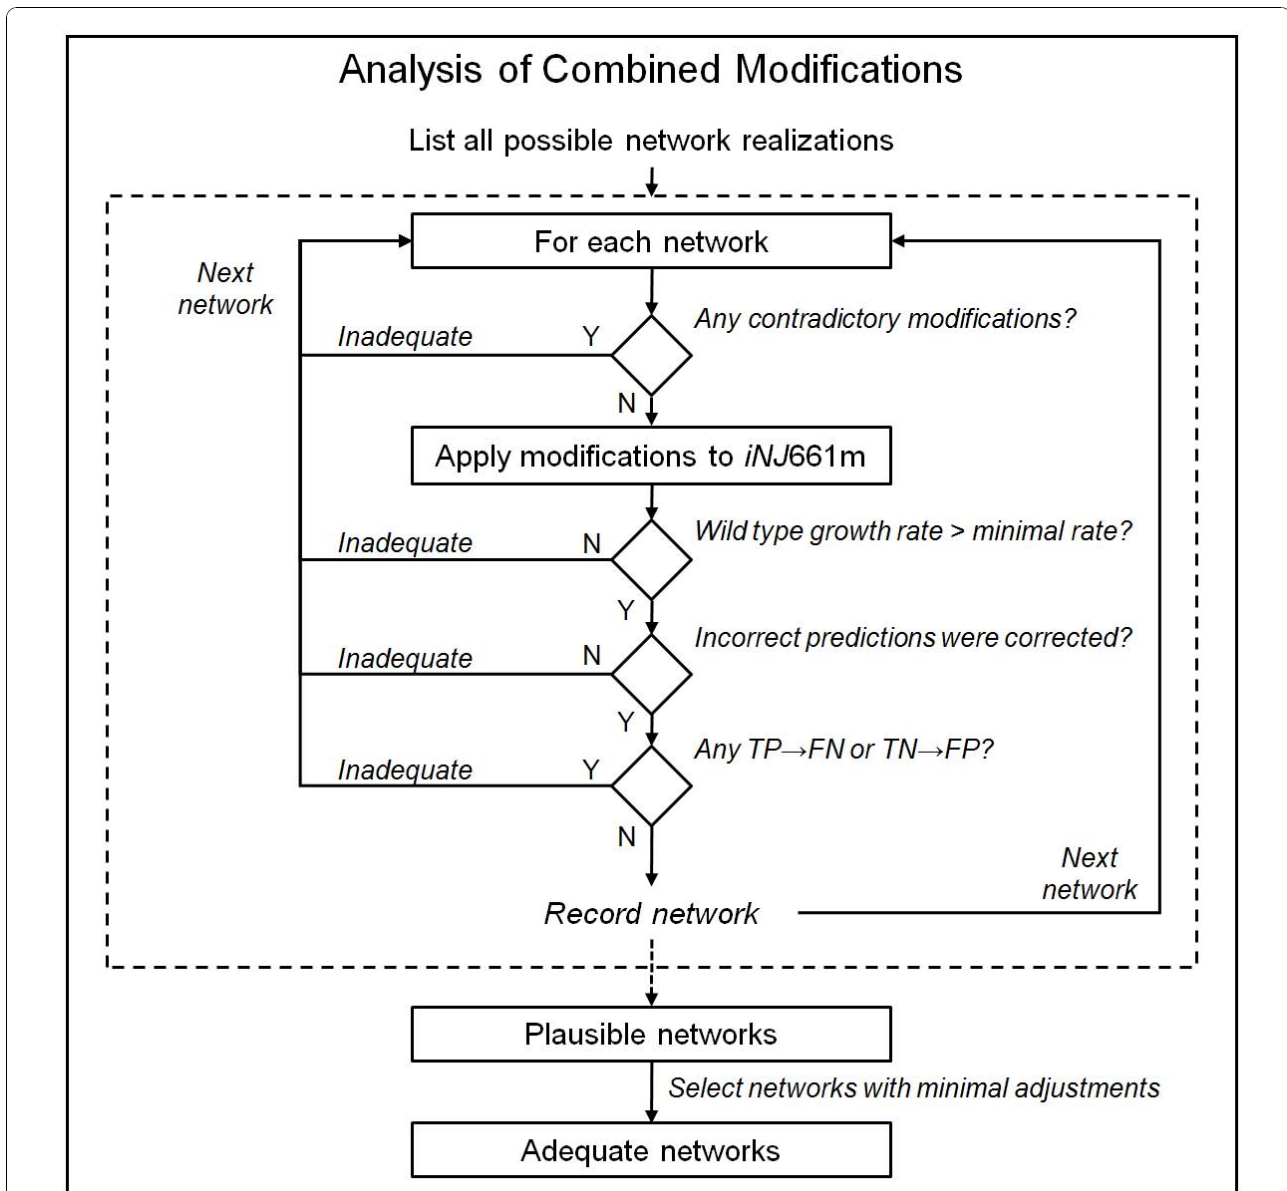 Analysis of Combined Modifications
List all possible network realizations
For each network
Next
network
Any contradictory modifications?
Inadequate
Y
N
Apply modifications to iNJ661m
Wild type growth rate > minimal rate?
Inadequate
N
Y
Incorrect predictions were corrected?
Inadequate
N
Y
Any TP→FN or TN→FP?
Inadequate
Y
N
Next
network
Record network
Plausible networks
Select networks with minimal adjustments
Adequate networks